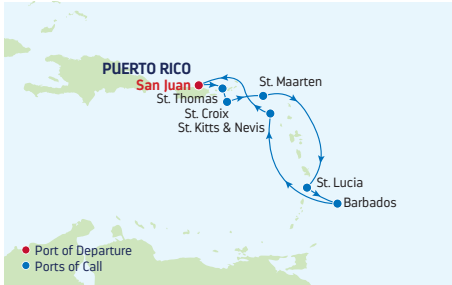 PUERTO RICO
San Juan
St. Maarten
St. Thomas
St. Croix
St. Kitts & Nevis
St. Lucia
Barbados
Port of Departure
Ports of Call